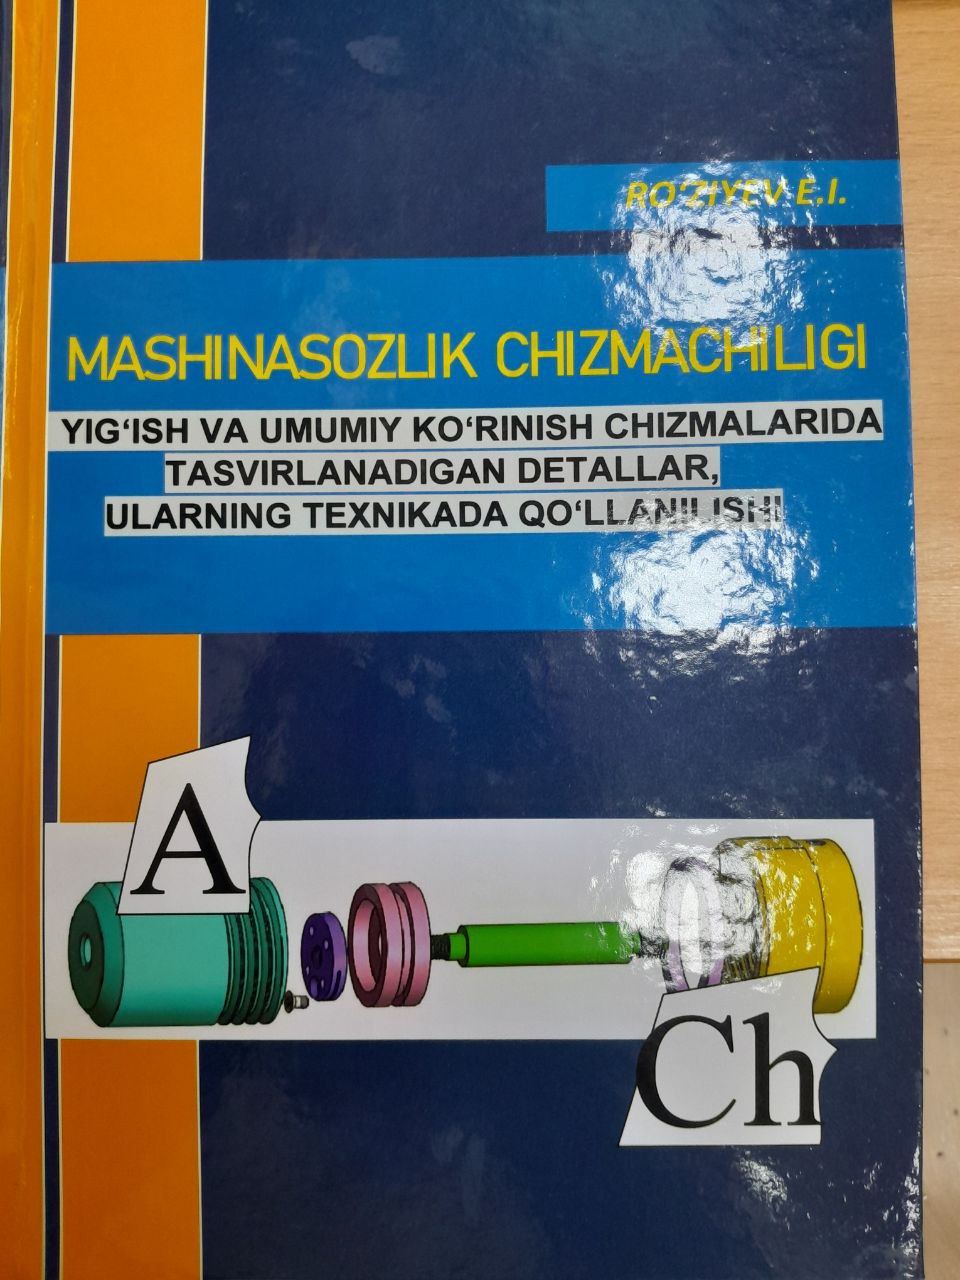 RO‘ZIYEV E.I.
MASHINASOZLIK CHIZMACHILIGI
YIG‘ISH VA UMUMIY KO‘RINISH CHIZMALARIDA
TASVIRLANADIGAN DETALLAR,
ULARNING TEXNIKADA QO‘LLANILISHI
A
Ch